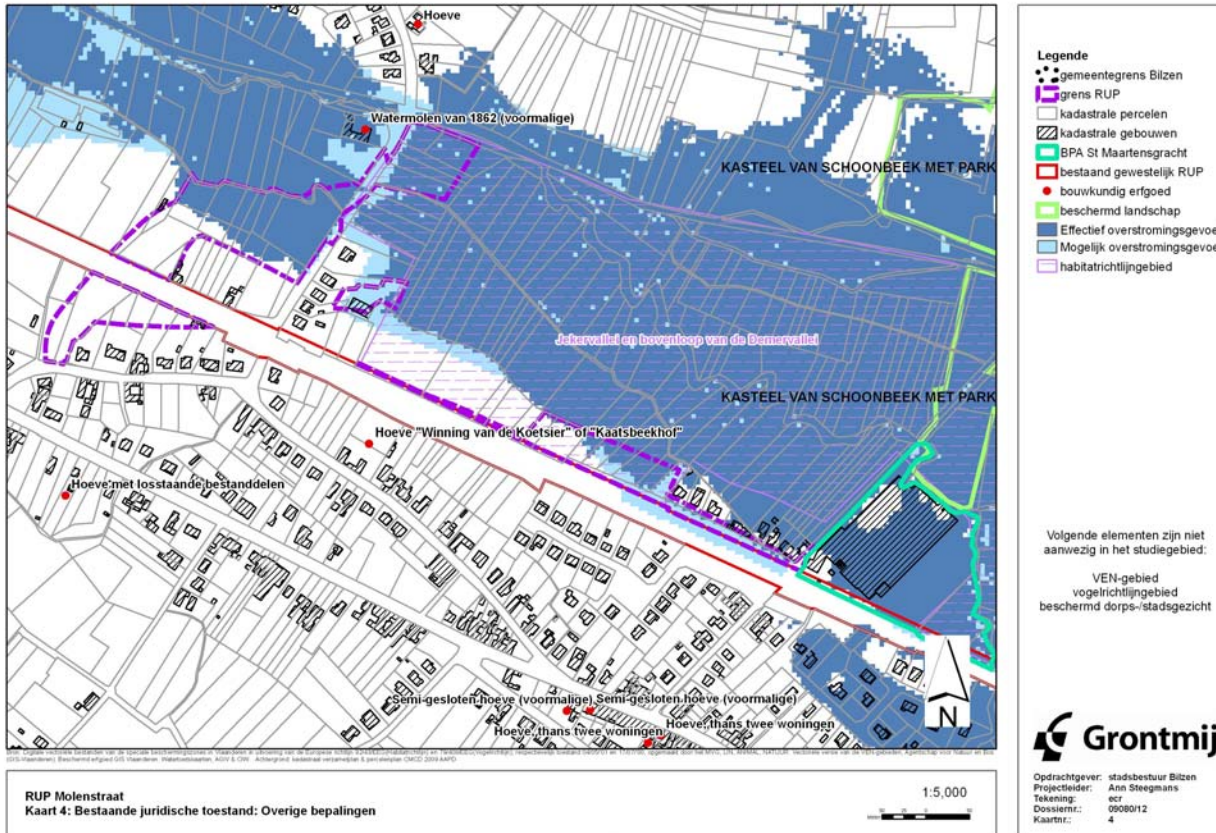 Hoeve
Watermolen van 1862 (voormalige)
KASTEEL VAN SCHOONBEEK MET PARK
Jekervallei en bovenloop van de Demervallei
KASTEEL VAN SCHOONBEEK MET PARK
Hoeve "Winning van de Koetsier" of "Kaatsbeekhof"
Hoeve met losstaande bestanddelen
Semi-gesloten hoeve (voormalige)
Semi-gesloten hoeve (voormalige)
Hoeve, thans twee woningen
Hoeve, thans twee woningen
N
RUP Molenstraat
Kaart 4: Bestaande juridische toestand: Overige bepalingen
1:5,000
Legende
gemeentegrens Bilzen
grens RUP
kadastrale percelen
kadastrale gebouwen
BPA St Maartensgracht
bestaand gewestelijk RUP
bouwkundig erfgoed
beschermd landschap
Effectief overstromingsgevoe
Mogelijk overstromingsgevoe
habitatrichtlijngebied
Volgende elementen zijn niet
aanwezig in het studiegebied:
VEN-gebied
vogelrichtlijngebied
beschermd dorps-/stadsgezicht
Grontmij
Opdrachtgever: stadsbestuur Bilzen
Projectleider: Ann Steegmans
Tekening: ecr
Dossiernr.: 09080/12
Kaartnr.: 4